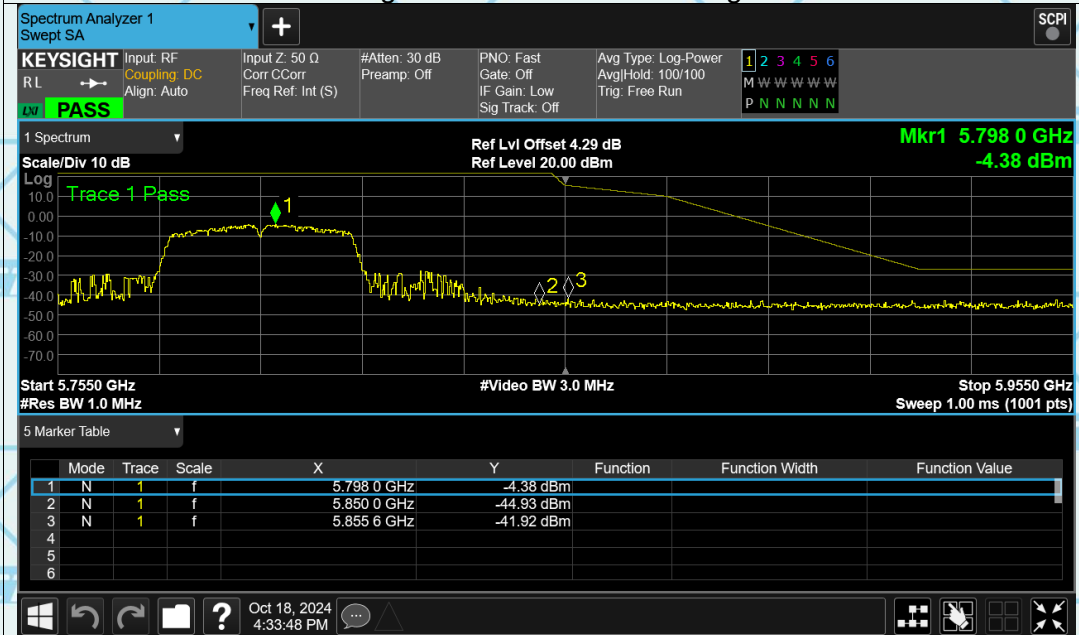 Spectrum Analyzer 1
Swept SA
+
SCPI
KEYSIGHT Input: RF Input Z: 50 Ω #Atten: 30 dB PNO: Fast Avg Type: Log-Power 1 2 3 4 5 6
RL Coupling: DC Corr CCorr Preamp: Off Gate: Off Avg|Hold: 100/100 M W W W W W
Align: Auto Freq Ref: Int (S) IF Gain: Low Trig: Free Run
LXI PASS Sig Track: Off P N N N N N
1 Spectrum Ref Lvl Offset 4.29 dB Mkr1 5.798 0 GHz
Scale/Div 10 dB Ref Level 20.00 dBm -4.38 dBm
Log
10.0 Trace 1 Pass
0.00 1
-10.0
-20.0
-30.0 2 3
-40.0
-50.0
-60.0
-70.0
Start 5.7550 GHz #Video BW 3.0 MHz Stop 5.9550 GHz
#Res BW 1.0 MHz Sweep 1.00 ms (1001 pts)
5 Marker Table
Mode Trace Scale X Y Function Function Width Function Value
1 N 1 f 5.798 0 GHz -4.38 dBm
2 N 1 f 5.850 0 GHz -44.93 dBm
3 N 1 f 5.855 6 GHz -41.92 dBm
4
5
6
? Oct 18, 2024
4:33:48 PM